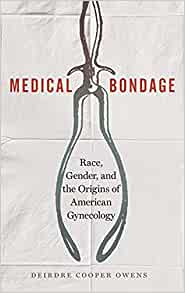 MEDICAL BONDAGE
Race,
Gender, and
the Origins of
American
Gynecology
DEIRDRE COOPER OWENS